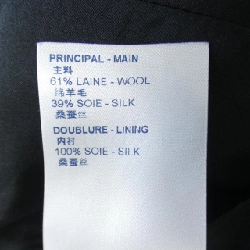 PRINCIPAL - MAIN
主料
61% LAINE - WOOL
绵羊毛
39% SOIE - SILK
桑蚕丝
DOUBLURE - LINING
内衬
100% SOIE - SILK
桑蚕丝